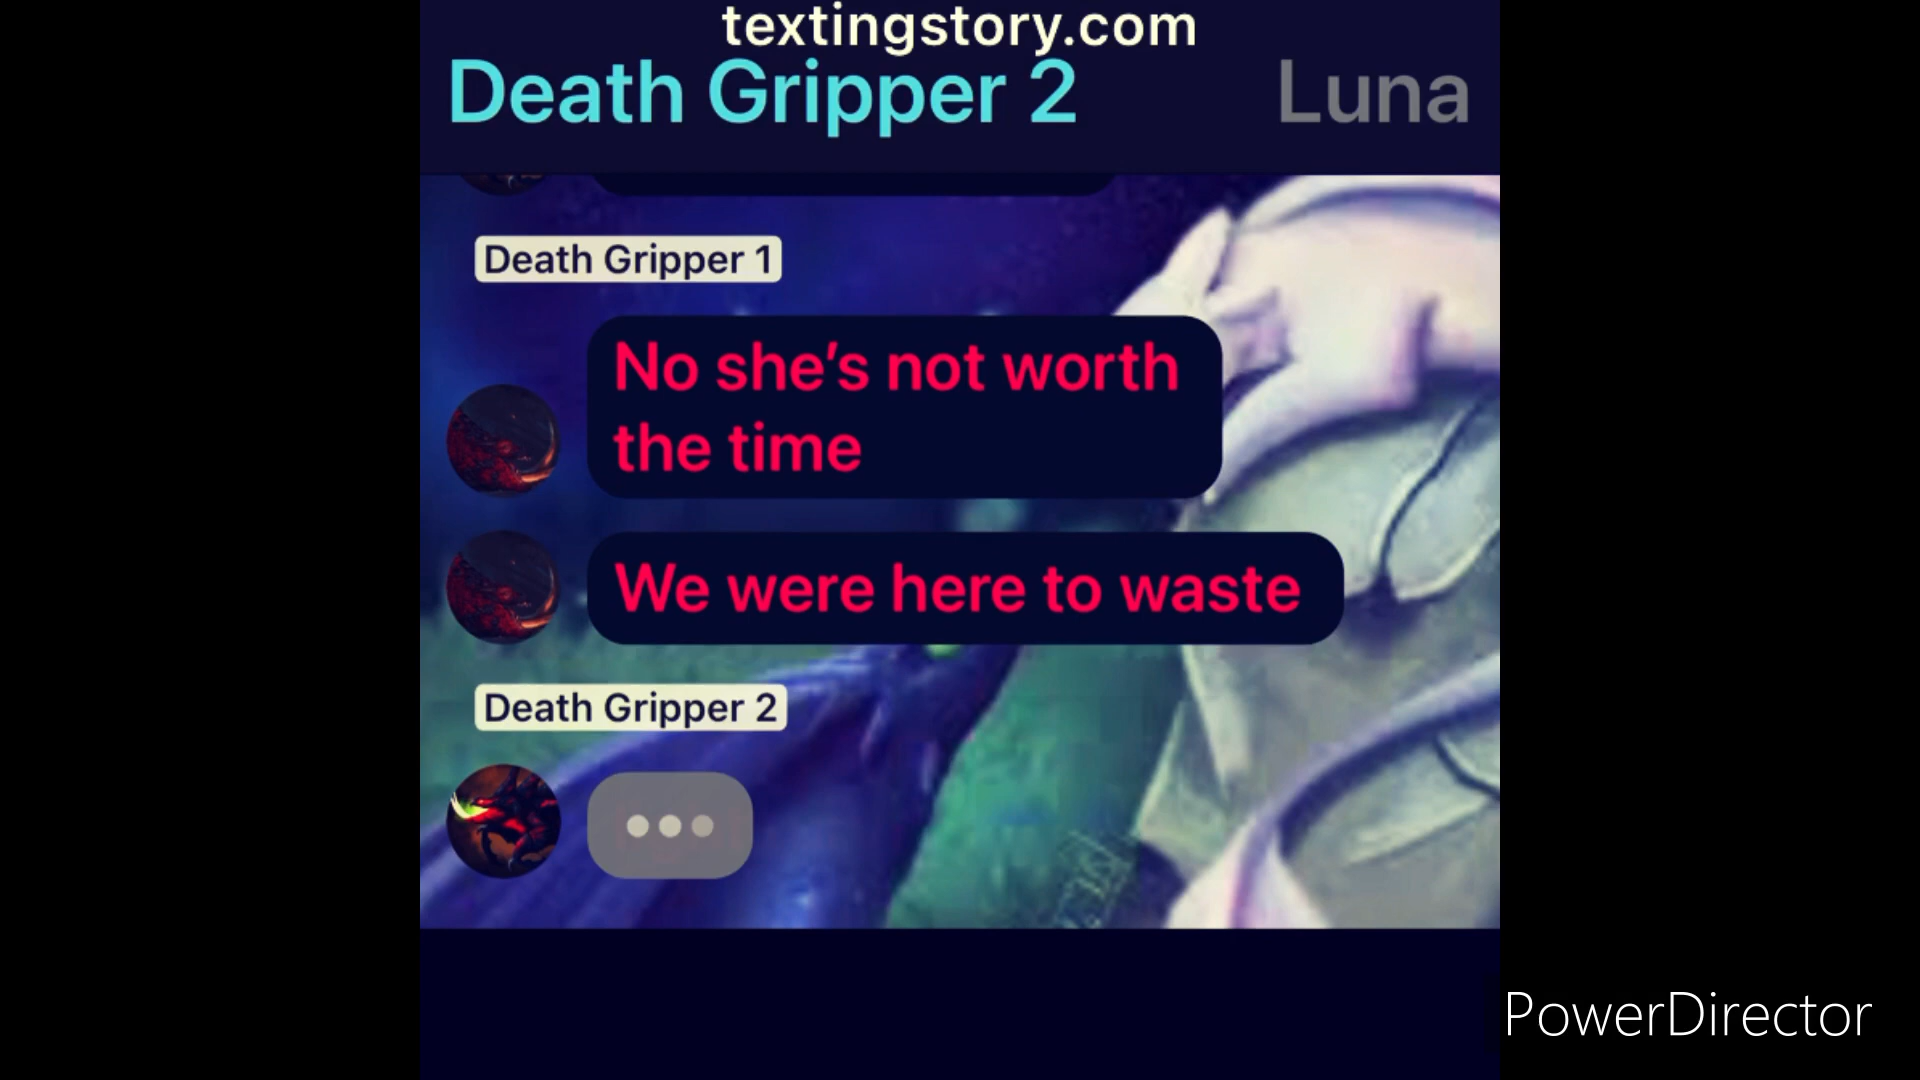 textingstory.com
Death Gripper 2 Luna
Death Gripper 1
No she’s not worth
the time
We were here to waste
Death Gripper 2
PowerDirector